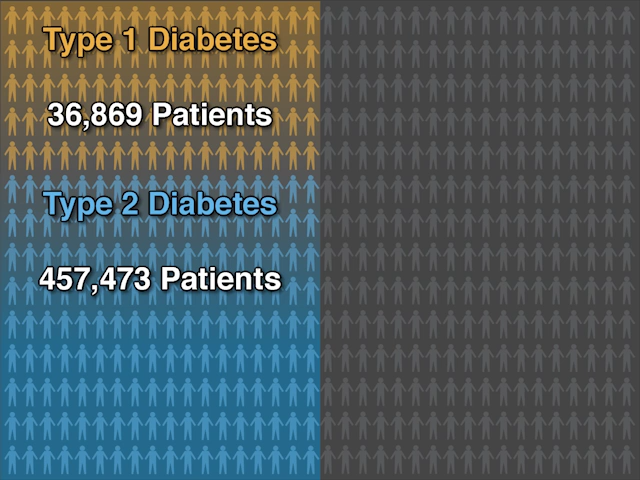 Type 1 Diabetes
36,869 Patients
Type 2 Diabetes
457,473 Patients